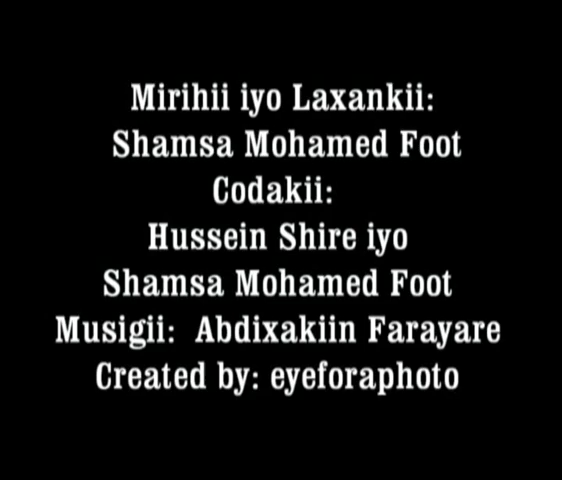 Mirihii iyo Laxankii:
Shamsa Mohamed Foot
Codakii:
Hussein Shire iyo
Shamsa Mohamed Foot
Musigii: Abdixakiin Farayare
Created by: eyeforaphoto